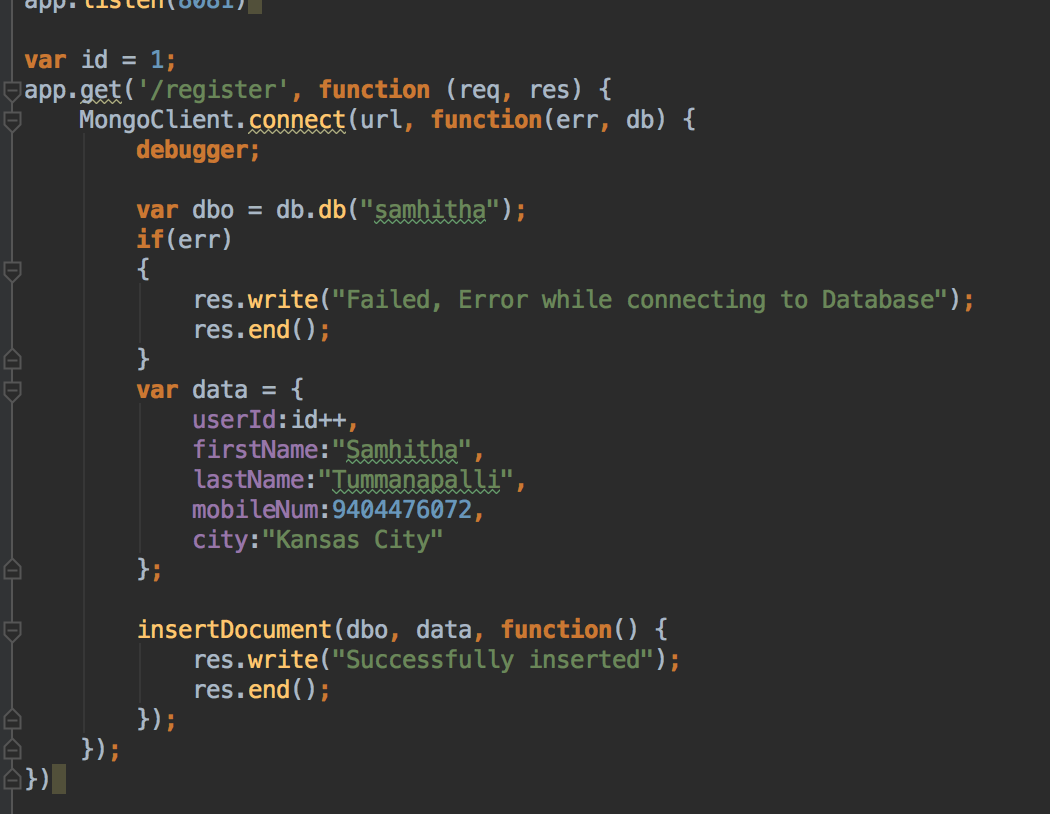 app.listen(8081)
var id = 1;
app.get('/register', function (req, res) {
MongoClient.connect(url, function(err, db) {
debugger;
var dbo = db.db("samhitha");
if(err)
{
res.write("Failed, Error while connecting to Database");
res.end();
}
var data = {
userId:id++,
firstName:"Samhitha",
lastName:"Tummanapalli",
mobileNum:9404476072,
city:"Kansas City"
};
insertDocument(dbo, data, function() {
res.write("Successfully inserted");
res.end();
});
});
})